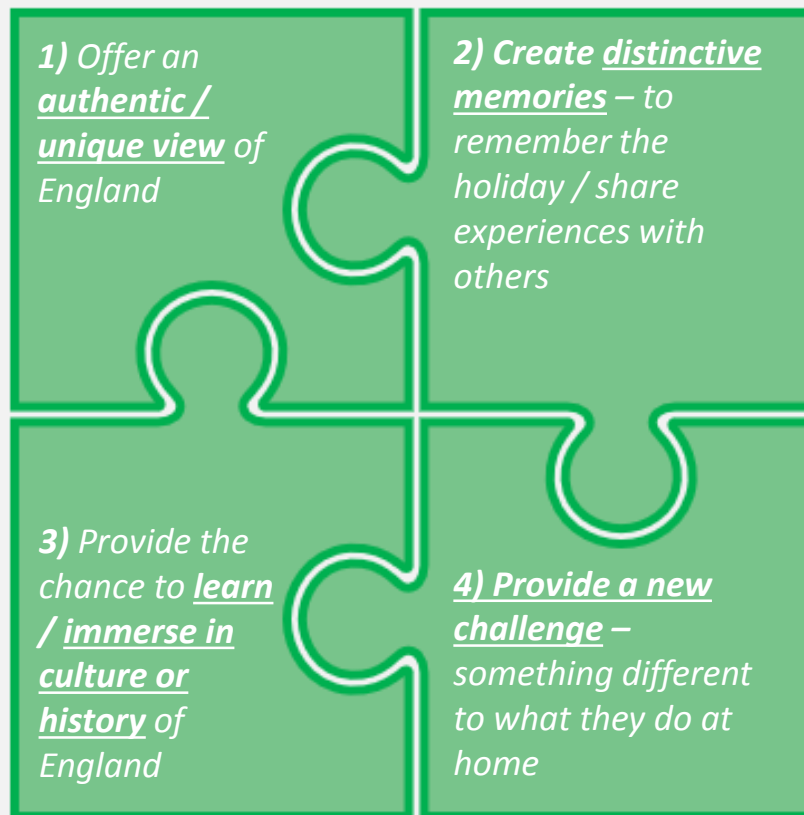 1) Offer an
authentic /
unique view of
England
2) Create distinctive
memories – to
remember the
holiday / share
experiences with
others
3) Provide the
chance to learn
/ immerse in
culture or
history of
England
4) Provide a new
challenge –
something different
to what they do at
home